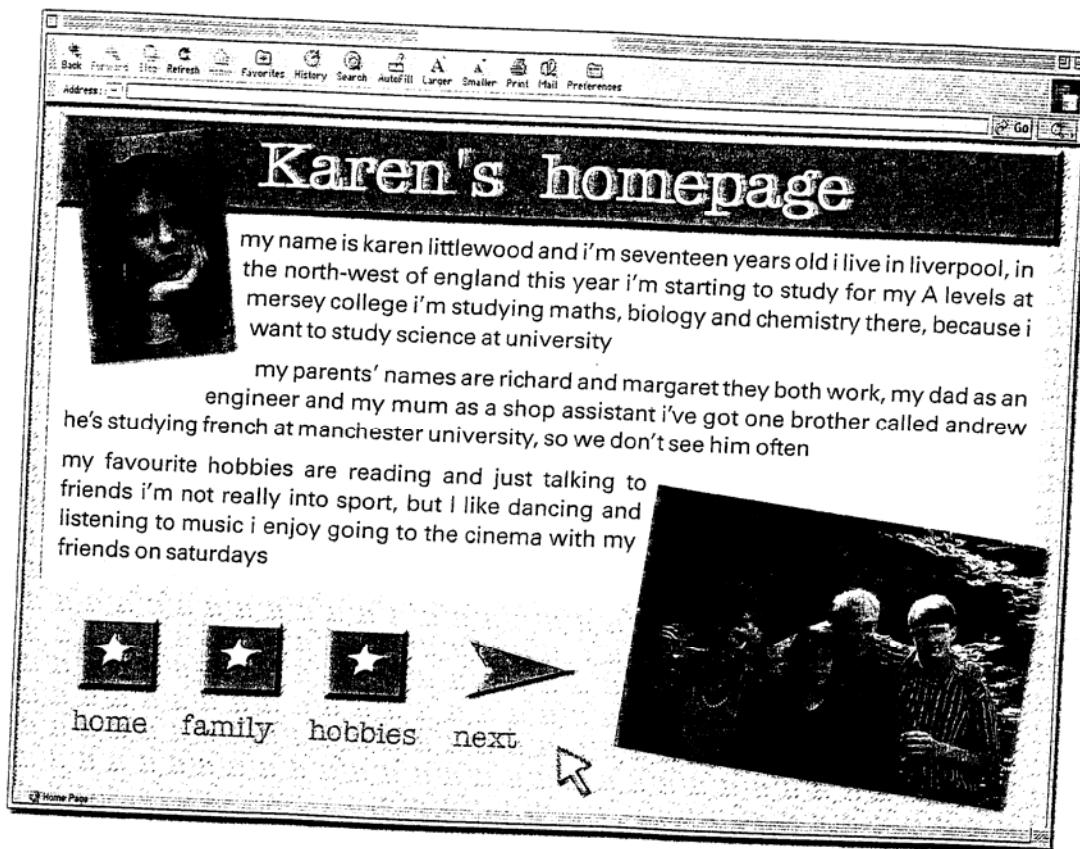 Back Forward Stop Refresh Home Favorites History Search AutoFill Larger Smaller Print Mail Preferences
Address:
Go
Karen's homepage
my name is karen littlewood and i'm seventeen years old i live in liverpool, in
the north-west of england this year i'm starting to study for my A levels at
mersey college i'm studying maths, biology and chemistry there, because i
want to study science at university
my parents' names are richard and margaret they both work, my dad as an
engineer and my mum as a shop assistant i've got one brother called andrew
he's studying french at manchester university, so we don't see him often
my favourite hobbies are reading and just talking to
friends i'm not really into sport, but I like dancing and
listening to music i enjoy going to the cinema with my
friends on saturdays
home family hobbies next
Home Page